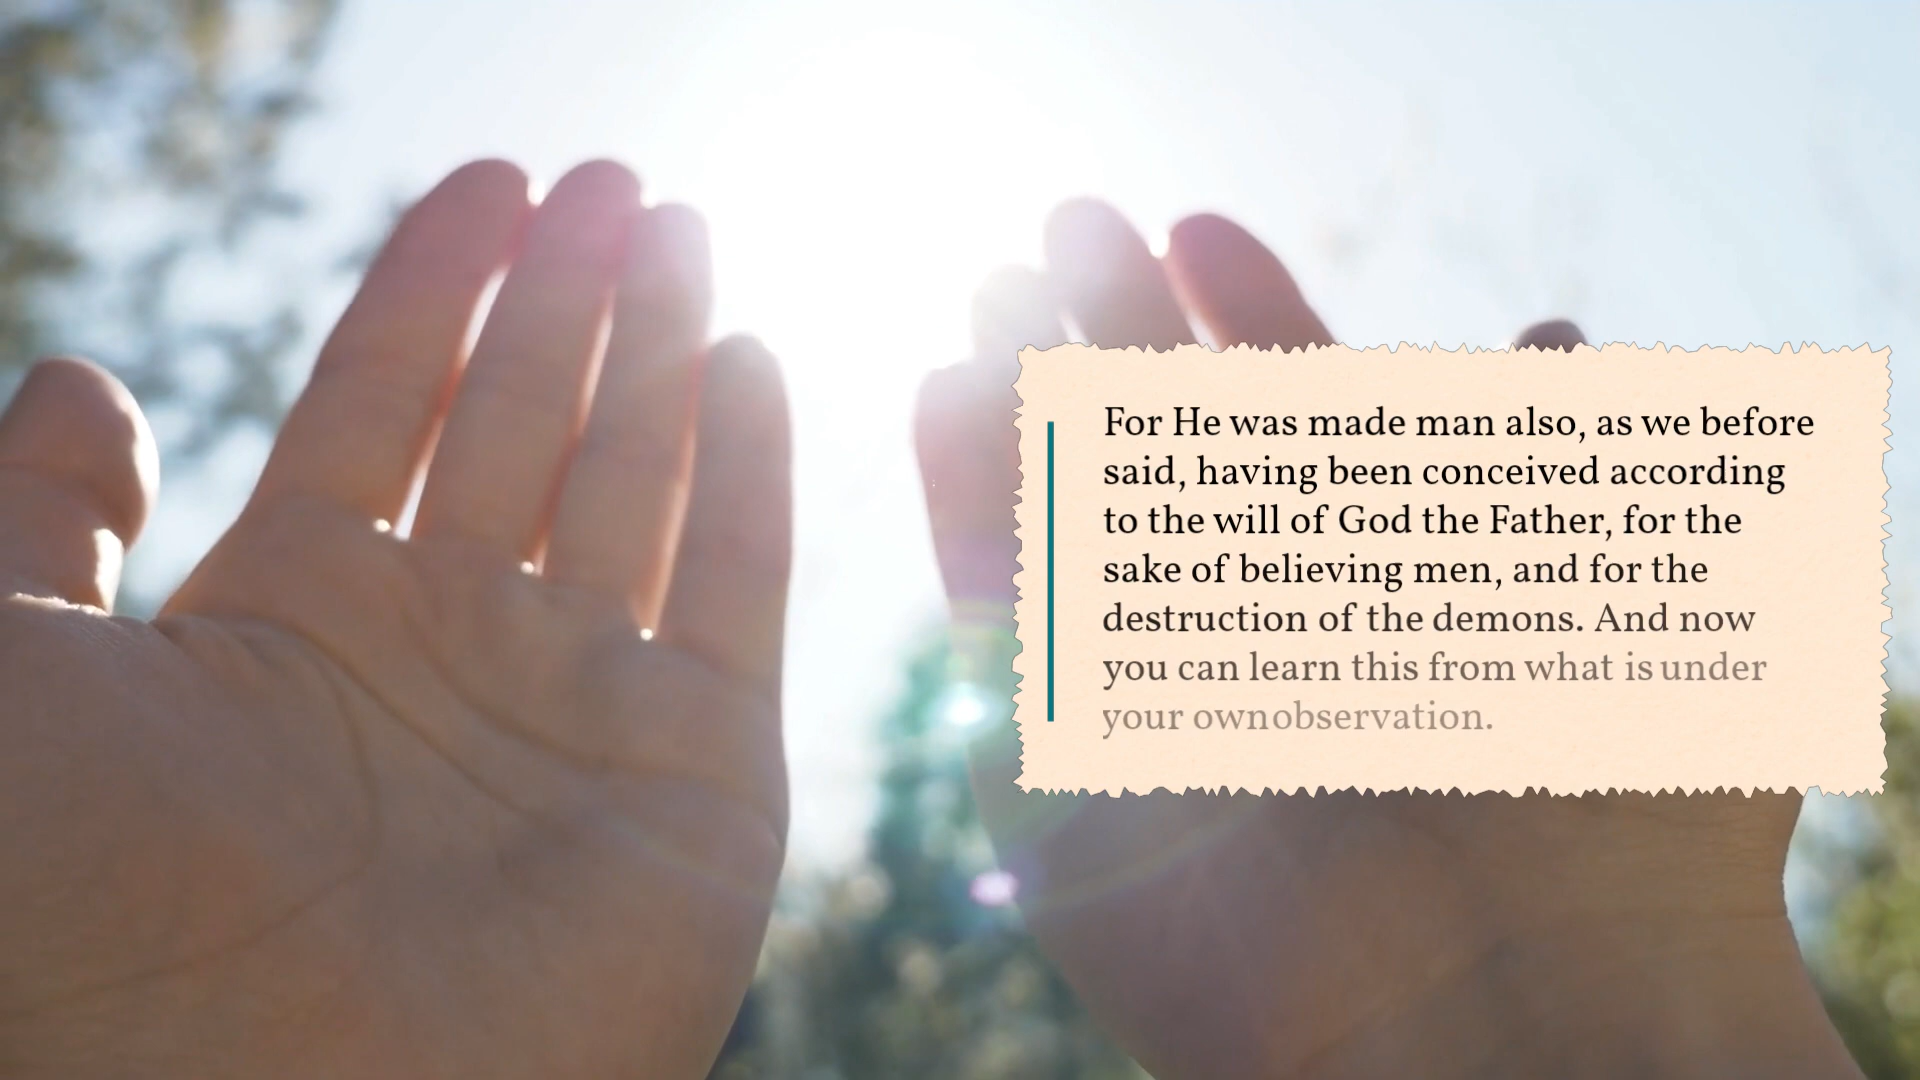 For He was made man also, as we before
said, having been conceived according
to the will of God the Father, for the
sake of believing men, and for the
destruction of the demons. And now
you can learn this from what is under
your ownobservation.